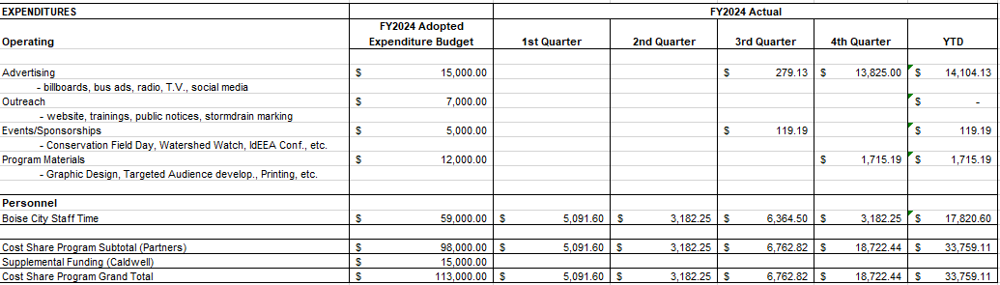 EXPENDITURES FY2024 Actual
Operating FY2024 Adopted Expenditure Budget 1st Quarter 2nd Quarter 3rd Quarter 4th Quarter YTD
Advertising $ 15,000.00 $ 279.13 $ 13,825.00 $ 14,104.13
- billboards, bus ads, radio, T.V., social media
Outreach $ 7,000.00 $ -
- website, trainings, public notices, stormdrain marking
Events/Sponsorships $ 5,000.00 $ 119.19 $ 119.19
- Conservation Field Day, Watershed Watch, IdEEA Conf., etc.
Program Materials $ 12,000.00 $ 1,715.19 $ 1,715.19
- Graphic Design, Targeted Audience develop., Printing, etc.
Personnel
Boise City Staff Time $ 59,000.00 $ 5,091.60 $ 3,182.25 $ 6,364.50 $ 3,182.25 $ 17,820.60
Cost Share Program Subtotal (Partners) $ 98,000.00 $ 5,091.60 $ 3,182.25 $ 6,762.82 $ 18,722.44 $ 33,759.11
Supplemental Funding (Caldwell) $ 15,000.00
Cost Share Program Grand Total $ 113,000.00 $ 5,091.60 $ 3,182.25 $ 6,762.82 $ 18,722.44 $ 33,759.11